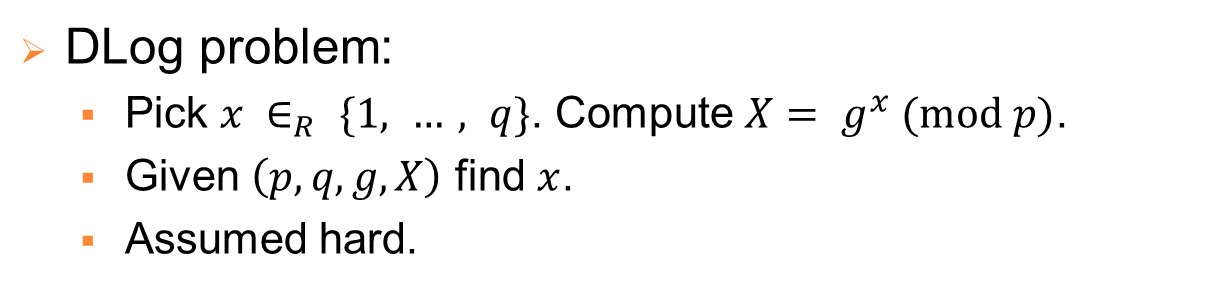 ➢ DLog problem:
▪ Pick 𝑥 ∈_R {1, … , 𝑞}. Compute 𝑋 = 𝑔^𝑥 (mod 𝑝).
▪ Given (𝑝, 𝑞, 𝑔, 𝑋) find 𝑥.
▪ Assumed hard.